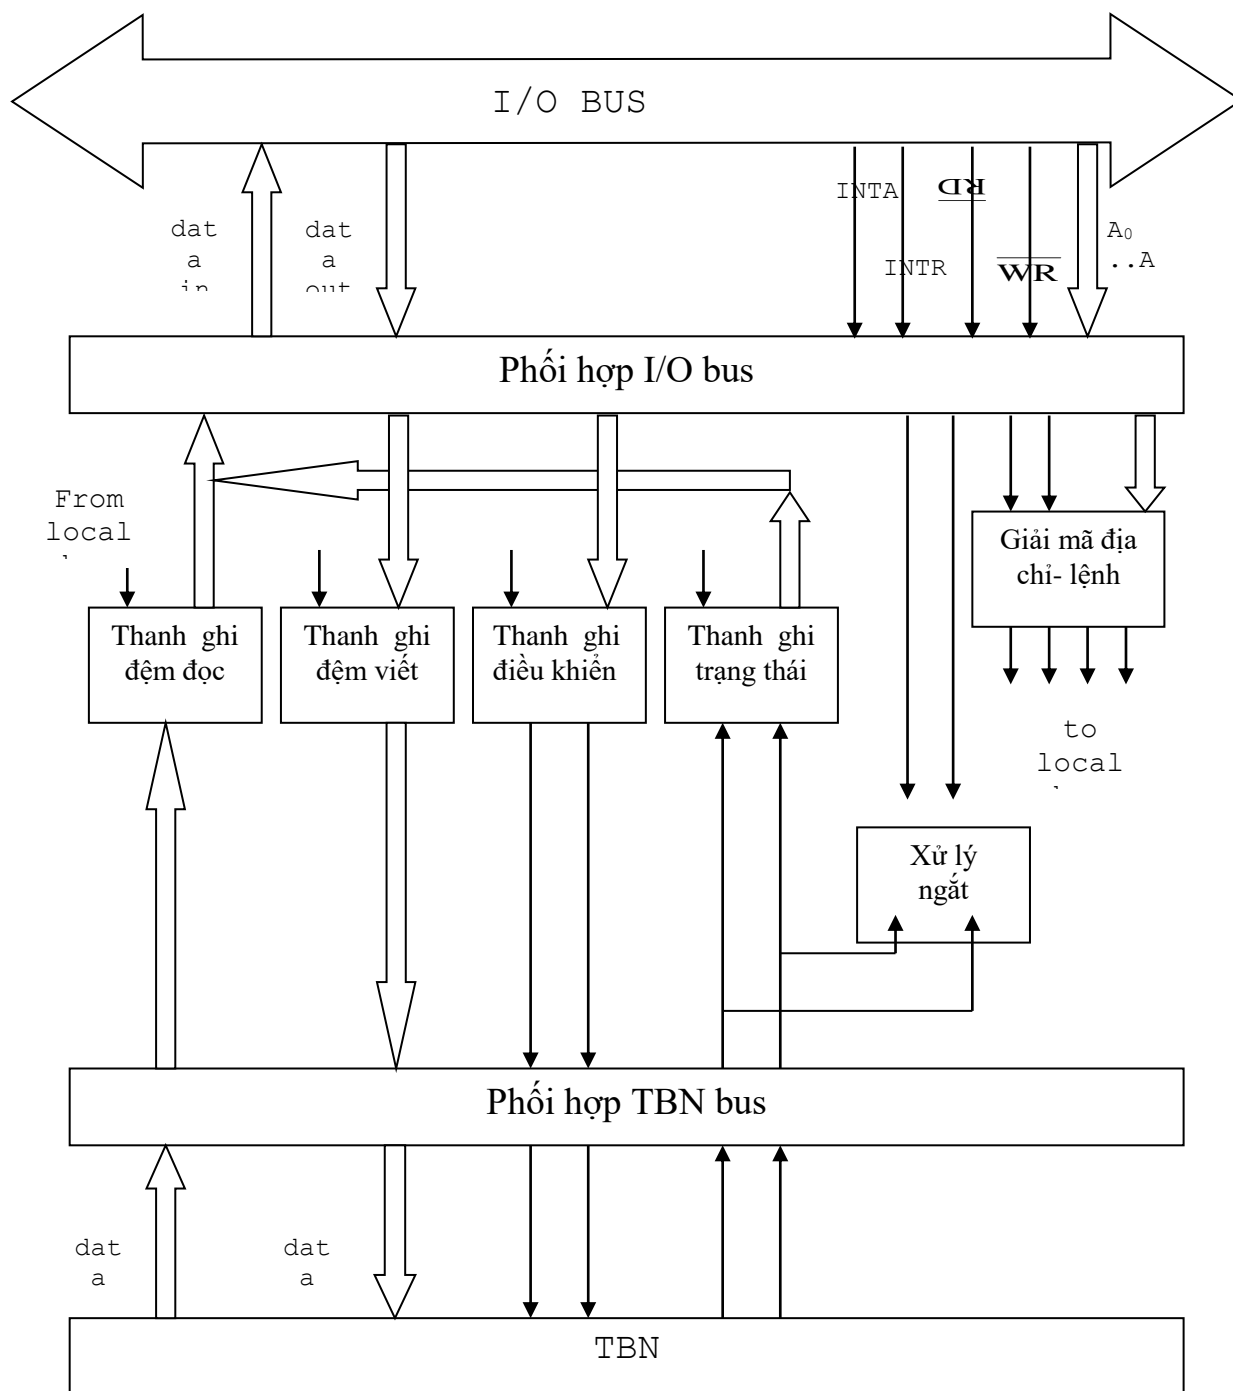 I/O BUS
INTA
RD
dat
a
in
dat
a
out
A₀
..A
INTR
WR
Phối hợp I/O bus
From
local
Giải mã địa
chỉ- lệnh
Thanh ghi
đệm đọc
Thanh ghi
đệm viết
Thanh ghi
điều khiển
Thanh ghi
trạng thái
to
local
Xử lý
ngắt
Phối hợp TBN bus
dat
a
dat
a
TBN